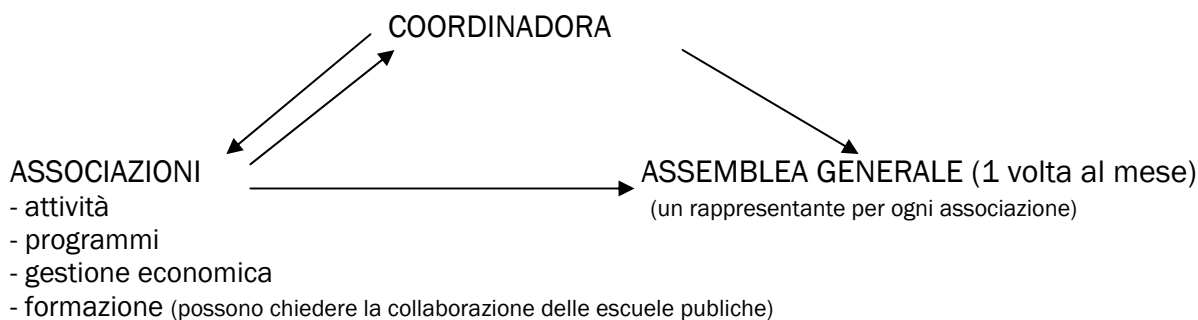 COORDINADORA
ASSOCIAZIONI
- attività
- programmi
- gestione economica
- formazione (possono chiedere la collaborazione delle escuele publiche)
ASSEMBLEA GENERALE (1 volta al mese)
(un rappresentante per ogni associazione)